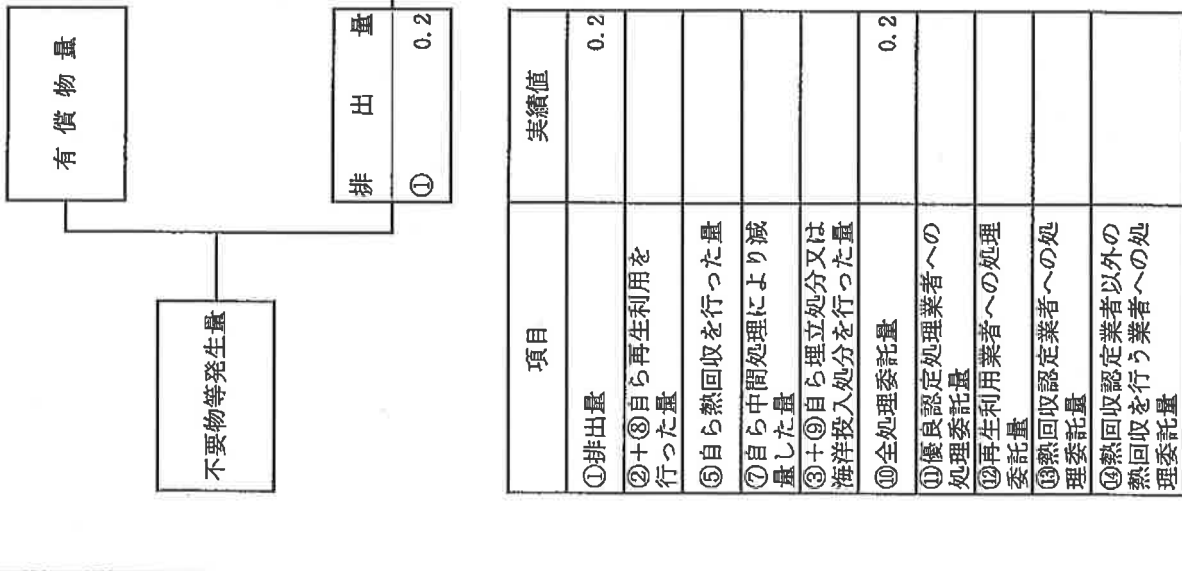 有償物量
不要物等発生量
排出量
① 0.2
項目 実績値
①排出量 0.2
②+⑧自ら再生利用を
行った量
⑤自ら熱回収を行った量
⑦自ら中間処理により減
量した量
③+⑨自ら埋立処分又は
海洋投入処分を行った量
⑩全処理委託量 0.2
⑪優良認定処理業者への
処理委託量
⑫再生利用業者への処理
委託量
⑬熱回収認定業者への処
理委託量
⑭熱回収認定業者以外の
熱回収を行う業者への処
理委託量